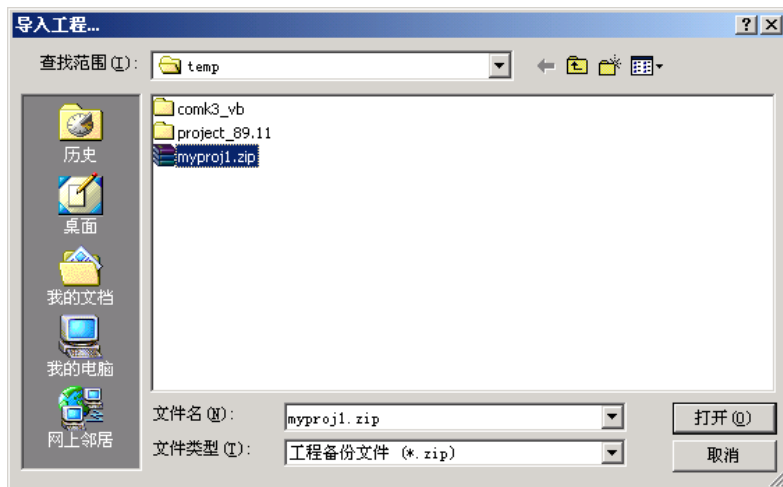 导入工程...
查找范围(I):
temp
comk3_vb
project_89.11
myproj1.zip
历史
桌面
我的文档
我的电脑
网上邻居
文件名(N):
myproj1.zip
打开(O)
文件类型(T):
工程备份文件 (*.zip)
取消